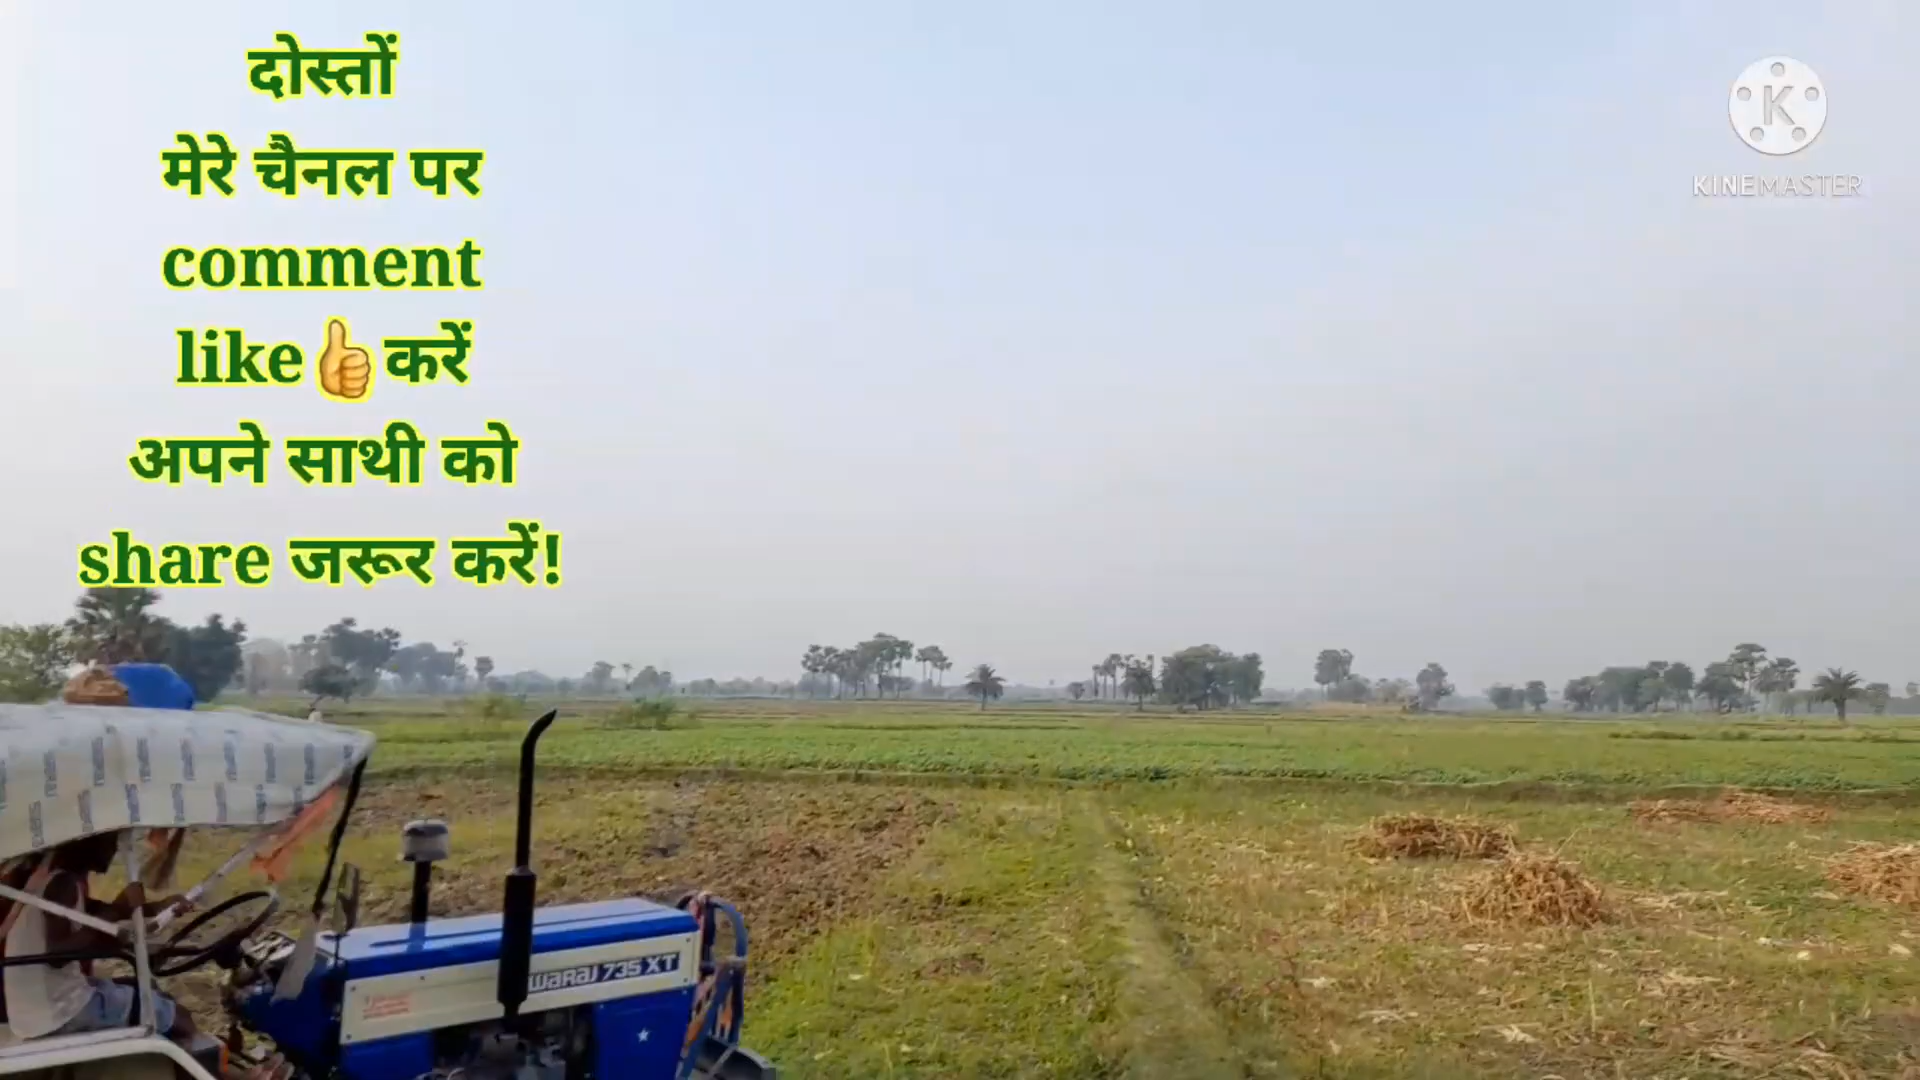 दोस्तों
मेरे चैनल पर
comment
like👍करें
अपने साथी को
share जरूर करें!
K
KINEMASTER
waraj 735 XT